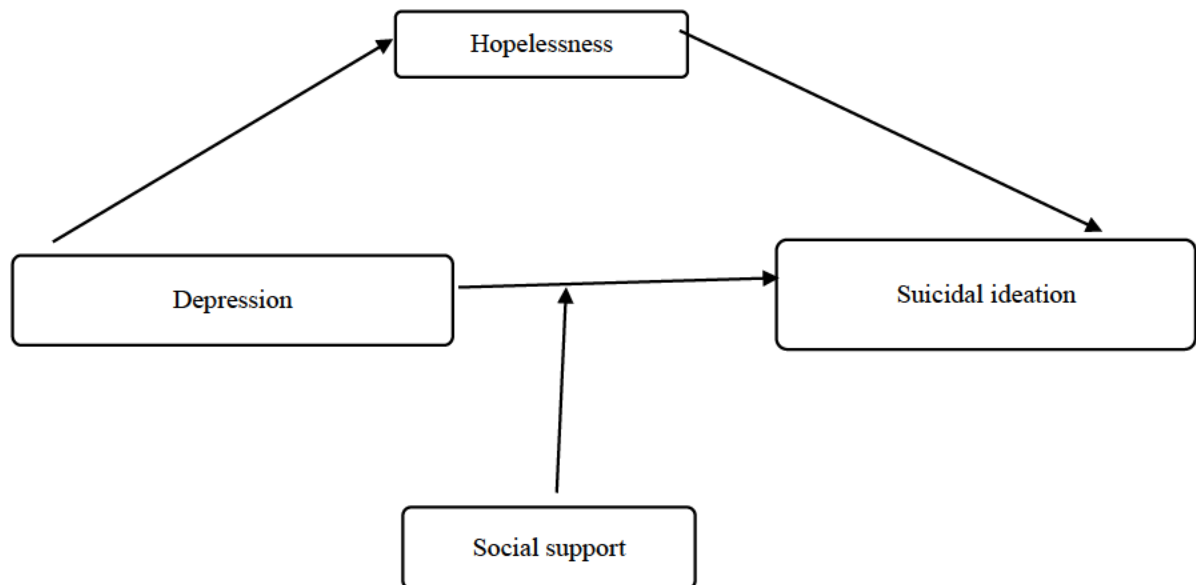 Hopelessness
Depression
Suicidal ideation
Social support